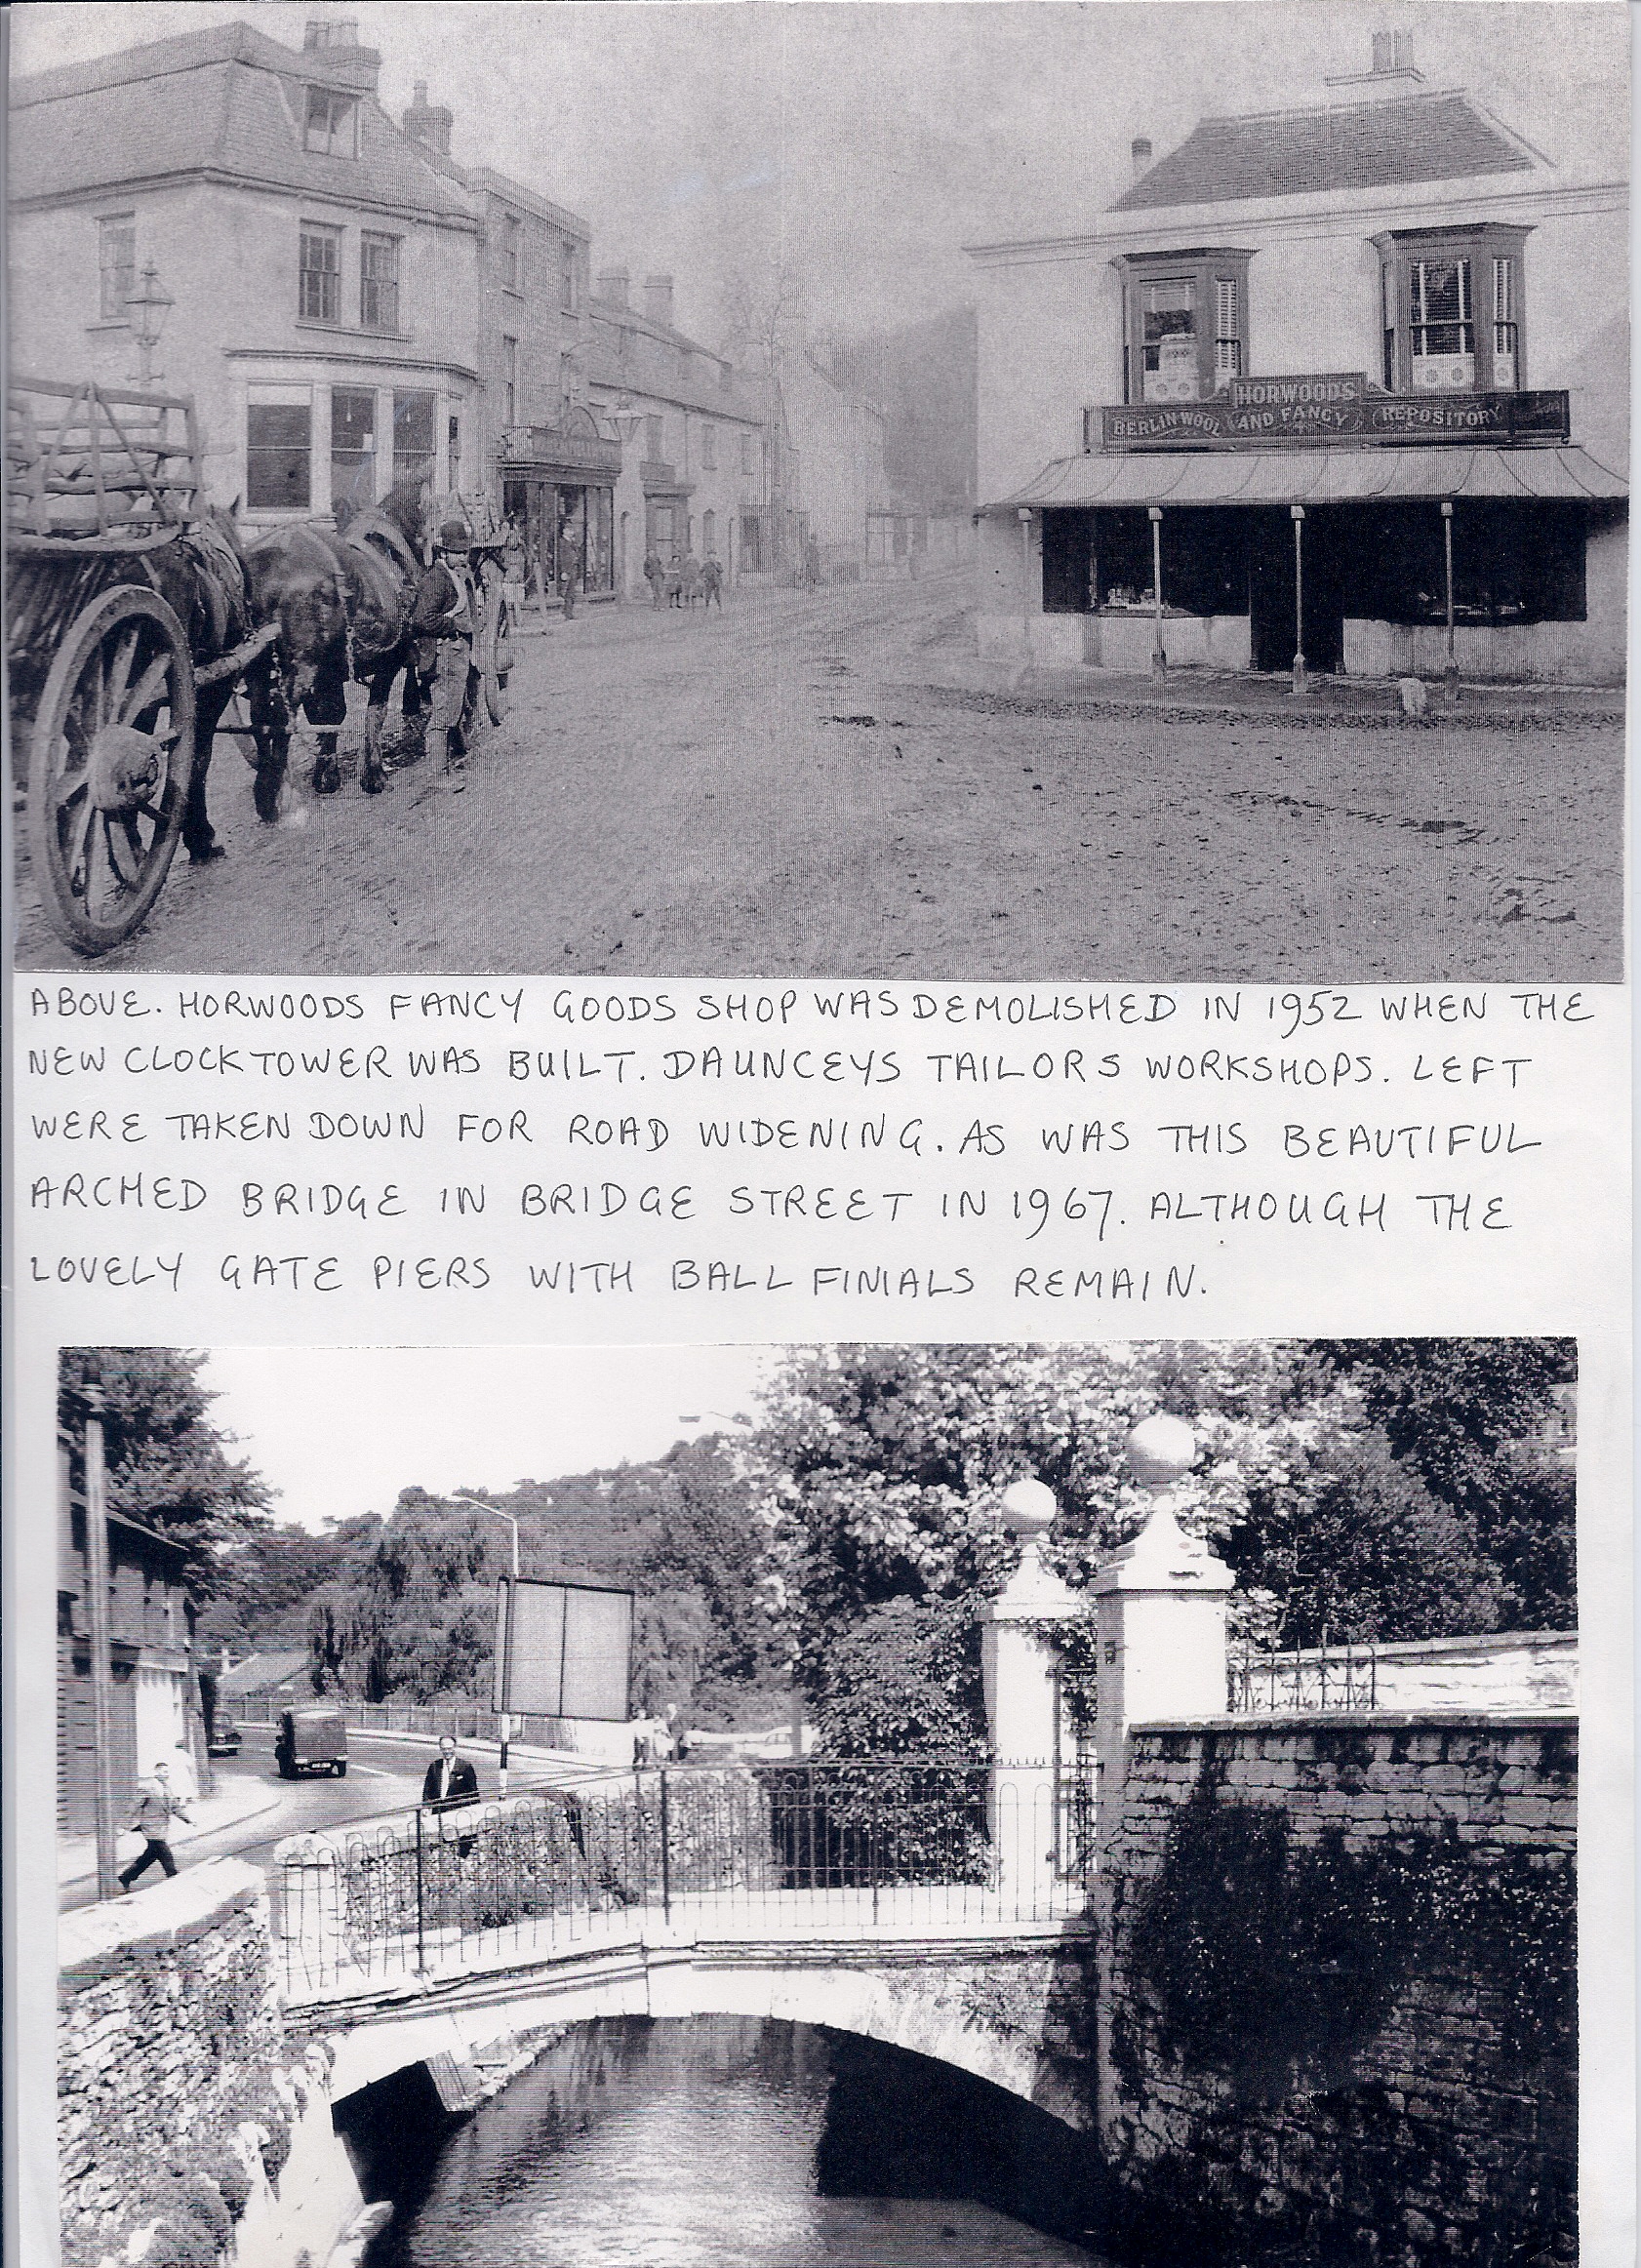 HORWOODS
BERLIN WOOL AND FANCY REPOSITORY
ABOVE. HORWOODS FANCY GOODS SHOP WAS DEMOLISHED IN 1952 WHEN THE
NEW CLOCKTOWER WAS BUILT. DAUNCEYS TAILORS WORKSHOPS. LEFT
WERE TAKEN DOWN FOR ROAD WIDENING. AS WAS THIS BEAUTIFUL
ARCHED BRIDGE IN BRIDGE STREET IN 1967. ALTHOUGH THE
LOVELY GATE PIERS WITH BALL FINIALS REMAIN.